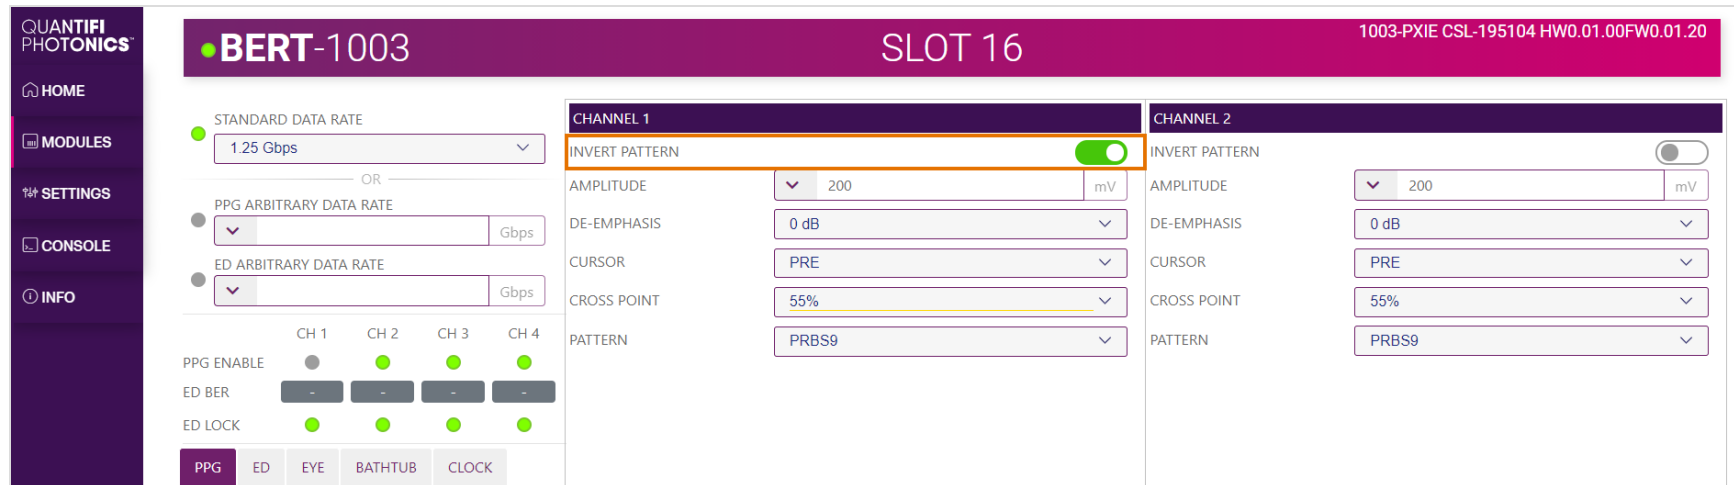 QUANTIFI
PHOTONICS™
HOME
MODULES
SETTINGS
CONSOLE
INFO
BERT-1003
SLOT 16
1003-PXIE CSL-195104 HW0.01.00FW0.01.20
STANDARD DATA RATE
1.25 Gbps
OR
PPG ARBITRARY DATA RATE
Gbps
ED ARBITRARY DATA RATE
Gbps
CH 1 CH 2 CH 3 CH 4
PPG ENABLE
ED BER - - - -
ED LOCK
PPG ED EYE BATHTUB CLOCK
CHANNEL 1
INVERT PATTERN
AMPLITUDE 200 mV
DE-EMPHASIS 0 dB
CURSOR PRE
CROSS POINT 55%
PATTERN PRBS9
CHANNEL 2
INVERT PATTERN
AMPLITUDE 200 mV
DE-EMPHASIS 0 dB
CURSOR PRE
CROSS POINT 55%
PATTERN PRBS9